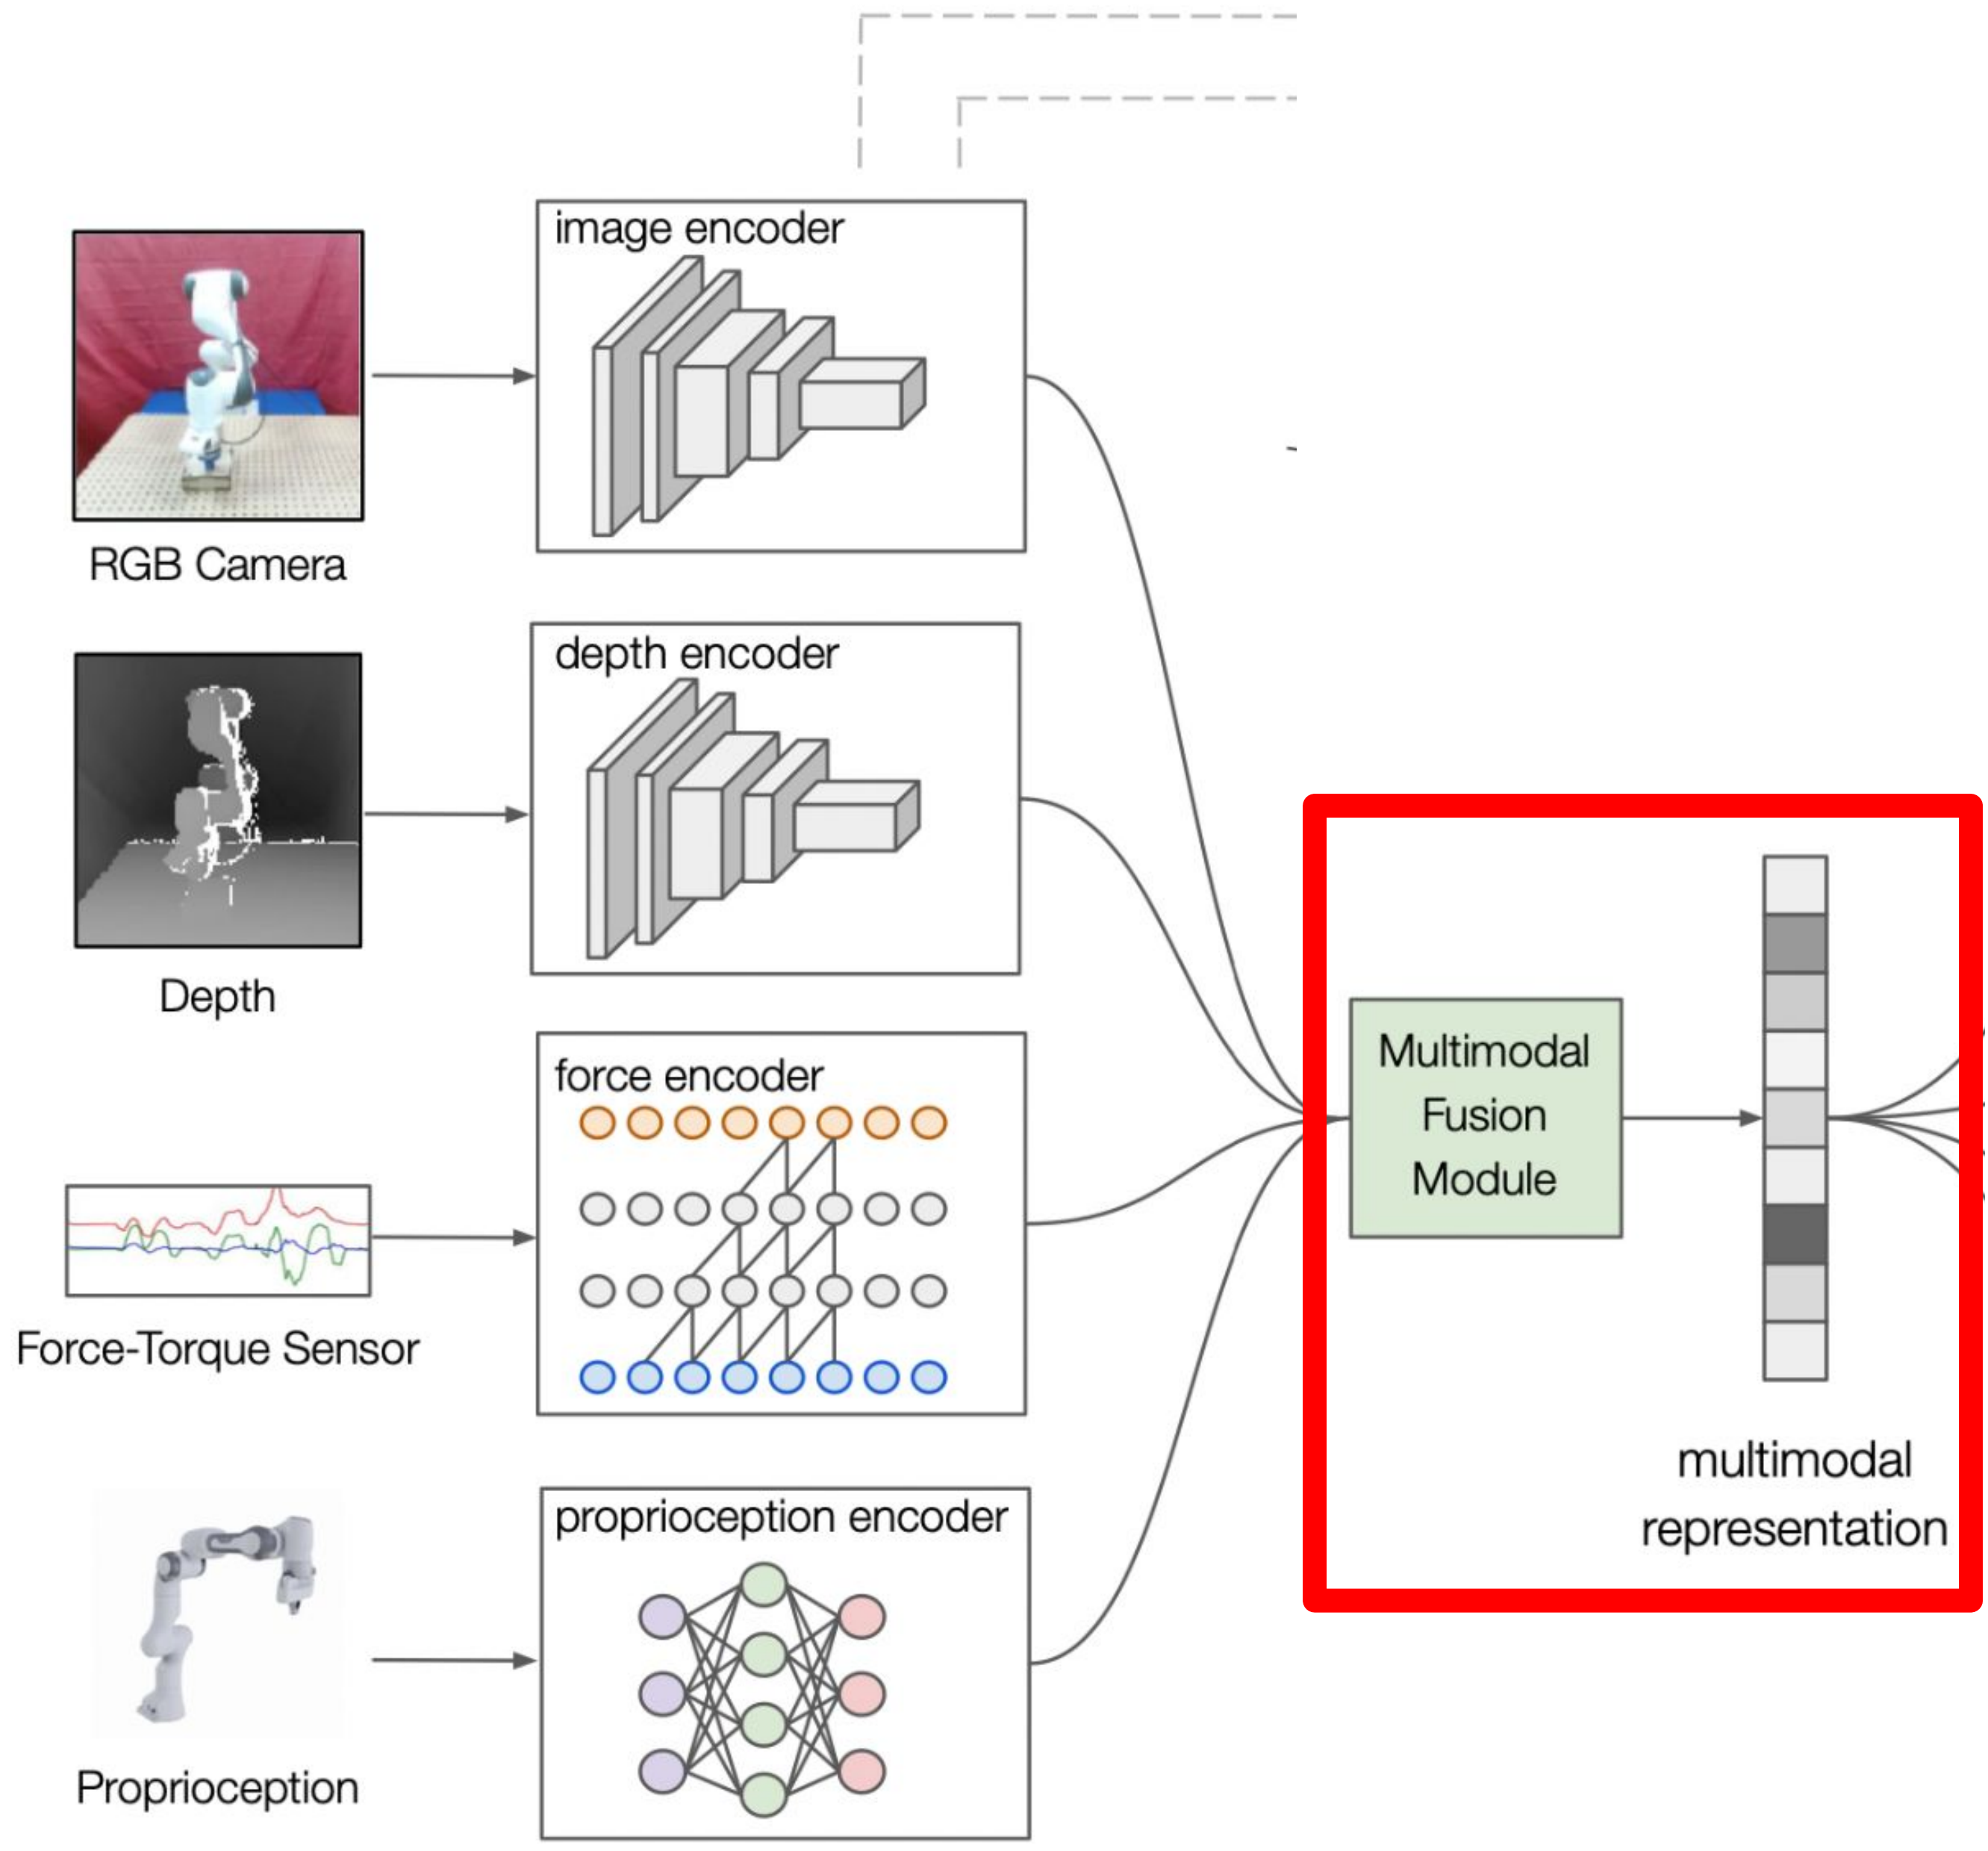 image encoder
RGB Camera
depth encoder
Depth
force encoder
Force-Torque Sensor
proprioception encoder
Proprioception
Multimodal
Fusion
Module
multimodal
representation